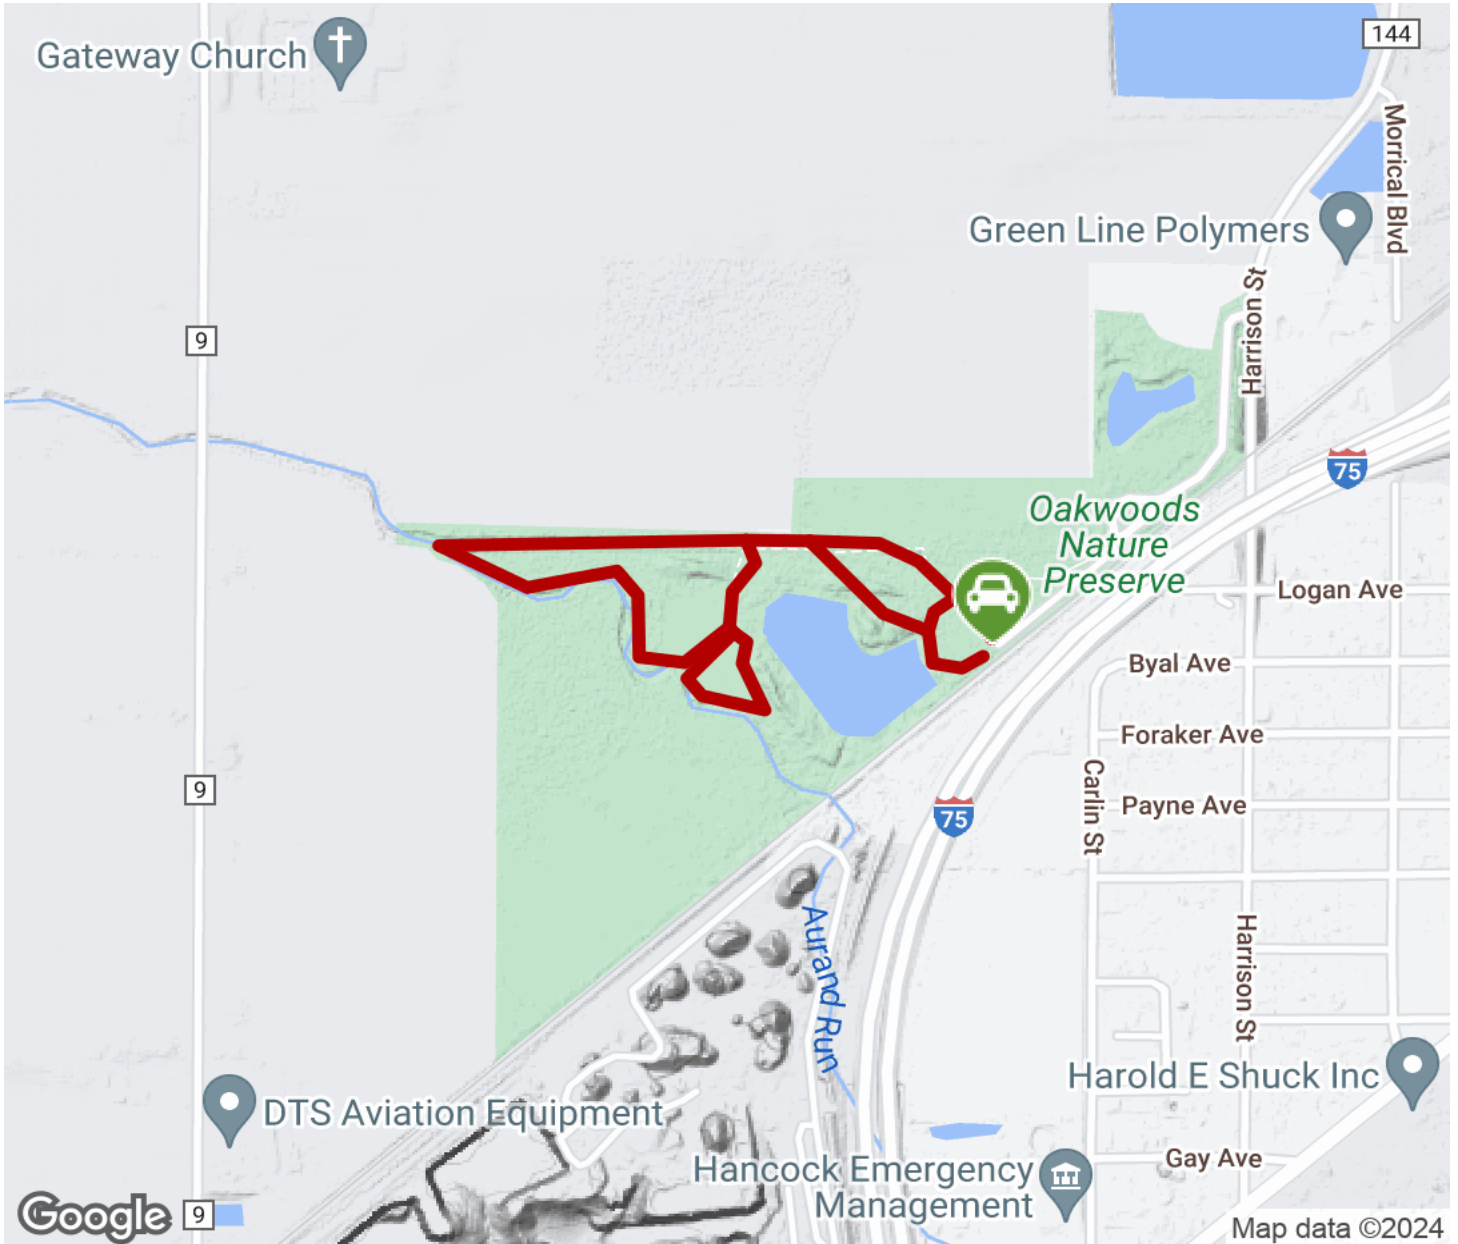 144
Gateway Church
Morrical Blvd
Green Line Polymers
Harrison St
9
75
Oakwoods
Nature
Preserve
Logan Ave
Byal Ave
Foraker Ave
9
Carlin St
Payne Ave
75
Aurand Run
Harrison St
Harold E Shuck Inc
DTS Aviation Equipment
Gay Ave
Hancock Emergency
Management
Google
9
Map data ©2024